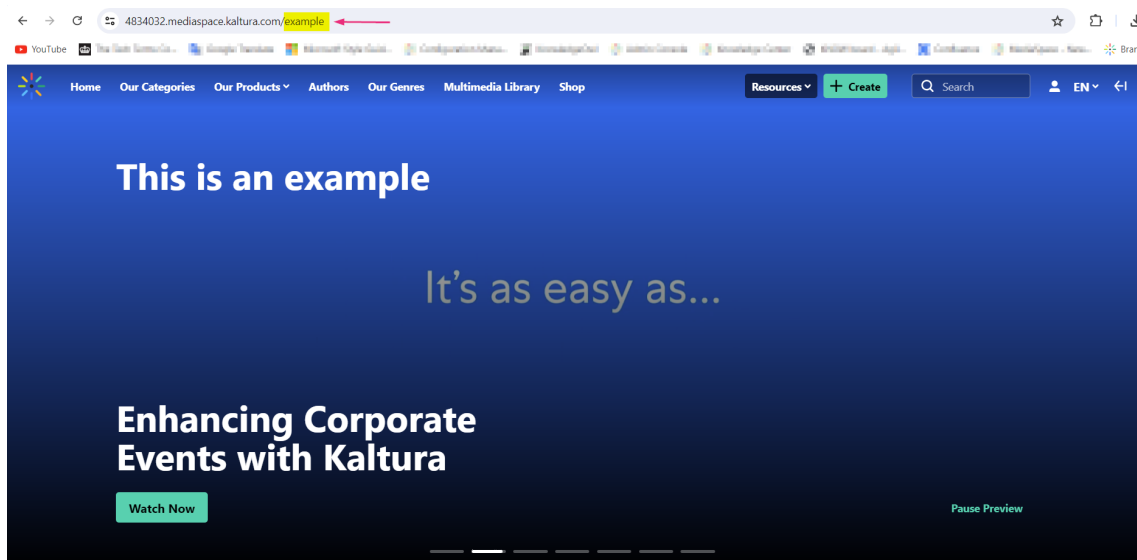 4834032.mediaspace.kaltura.com/example
YouTube
Home Our Categories Our Products Authors Our Genres Multimedia Library Shop Resources + Create Search EN
This is an example
It's as easy as...
Enhancing Corporate
Events with Kaltura
Watch Now Pause Preview